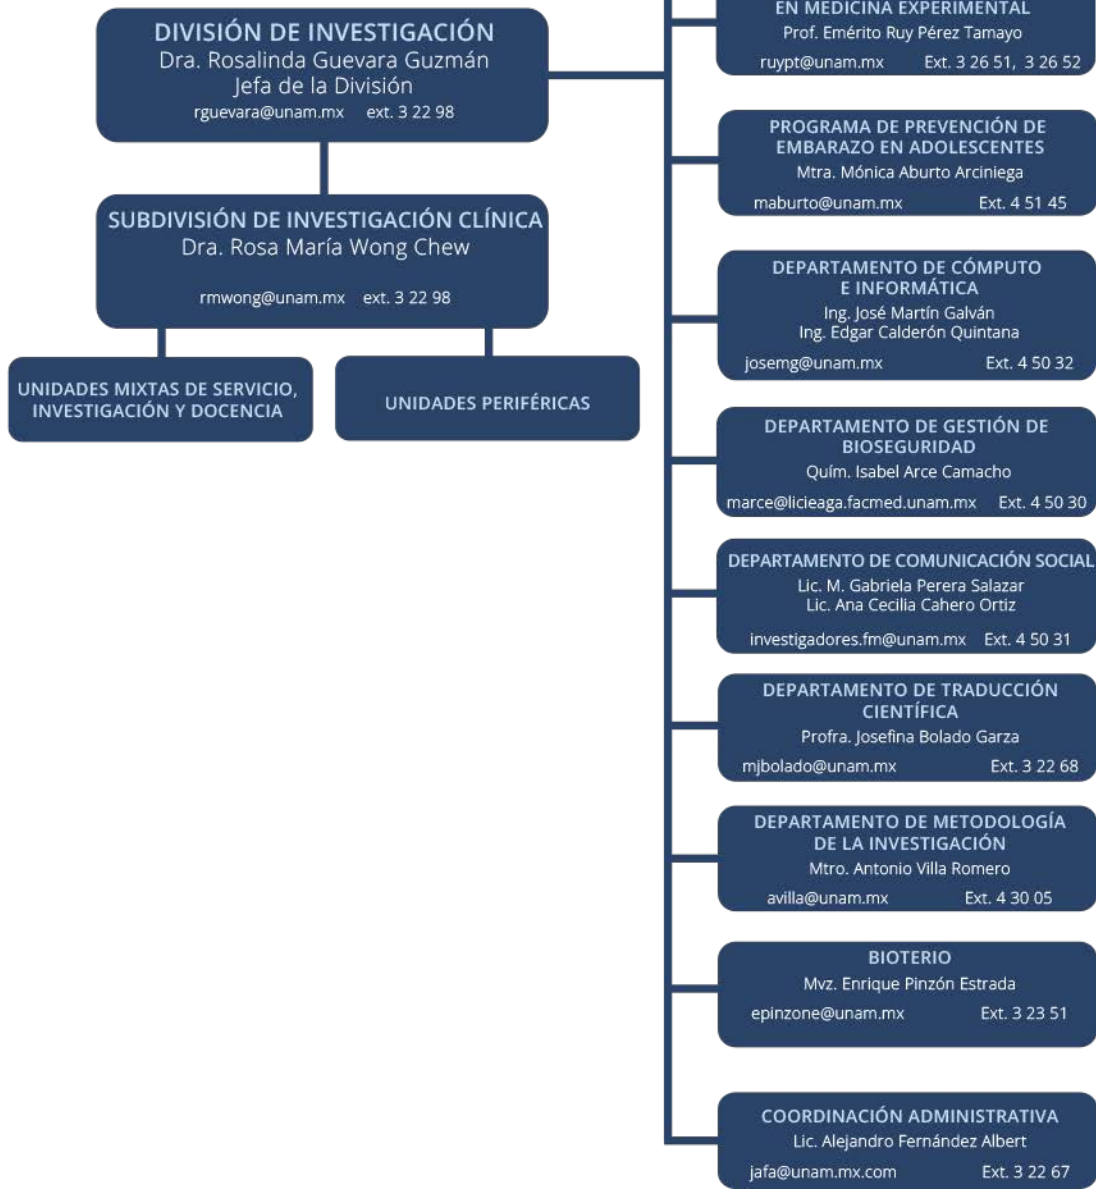 DIVISIÓN DE INVESTIGACIÓN
Dra. Rosalinda Guevara Guzmán
Jefa de la División
rguevara@unam.mx ext. 3 22 98
SUBDIVISIÓN DE INVESTIGACIÓN CLÍNICA
Dra. Rosa María Wong Chew
rmwong@unam.mx ext. 3 22 98
UNIDADES MIXTAS DE SERVICIO,
INVESTIGACIÓN Y DOCENCIA
UNIDADES PERIFÉRICAS
EN MEDICINA EXPERIMENTAL
Prof. Emérito Ruy Pérez Tamayo
ruypt@unam.mx Ext. 3 26 51, 3 26 52
PROGRAMA DE PREVENCIÓN DE
EMBARAZO EN ADOLESCENTES
Mtra. Mónica Aburto Arciniega
maburto@unam.mx Ext. 4 51 45
DEPARTAMENTO DE CÓMPUTO
E INFORMÁTICA
Ing. José Martín Galván
Ing. Edgar Calderón Quintana
josemg@unam.mx Ext. 4 50 32
DEPARTAMENTO DE GESTIÓN DE
BIOSEGURIDAD
Quím. Isabel Arce Camacho
marce@licieaga.facmed.unam.mx Ext. 4 50 30
DEPARTAMENTO DE COMUNICACIÓN SOCIAL
Lic. M. Gabriela Perera Salazar
Lic. Ana Cecilia Cahero Ortiz
investigadores.fm@unam.mx Ext. 4 50 31
DEPARTAMENTO DE TRADUCCIÓN
CIENTÍFICA
Profra. Josefina Bolado Garza
mjbolado@unam.mx Ext. 3 22 68
DEPARTAMENTO DE METODOLOGÍA
DE LA INVESTIGACIÓN
Mtro. Antonio Villa Romero
avilla@unam.mx Ext. 4 30 05
BIOTERIO
Mvz. Enrique Pinzón Estrada
epinzone@unam.mx Ext. 3 23 51
COORDINACIÓN ADMINISTRATIVA
Lic. Alejandro Fernández Albert
jafa@unam.mx.com Ext. 3 22 67